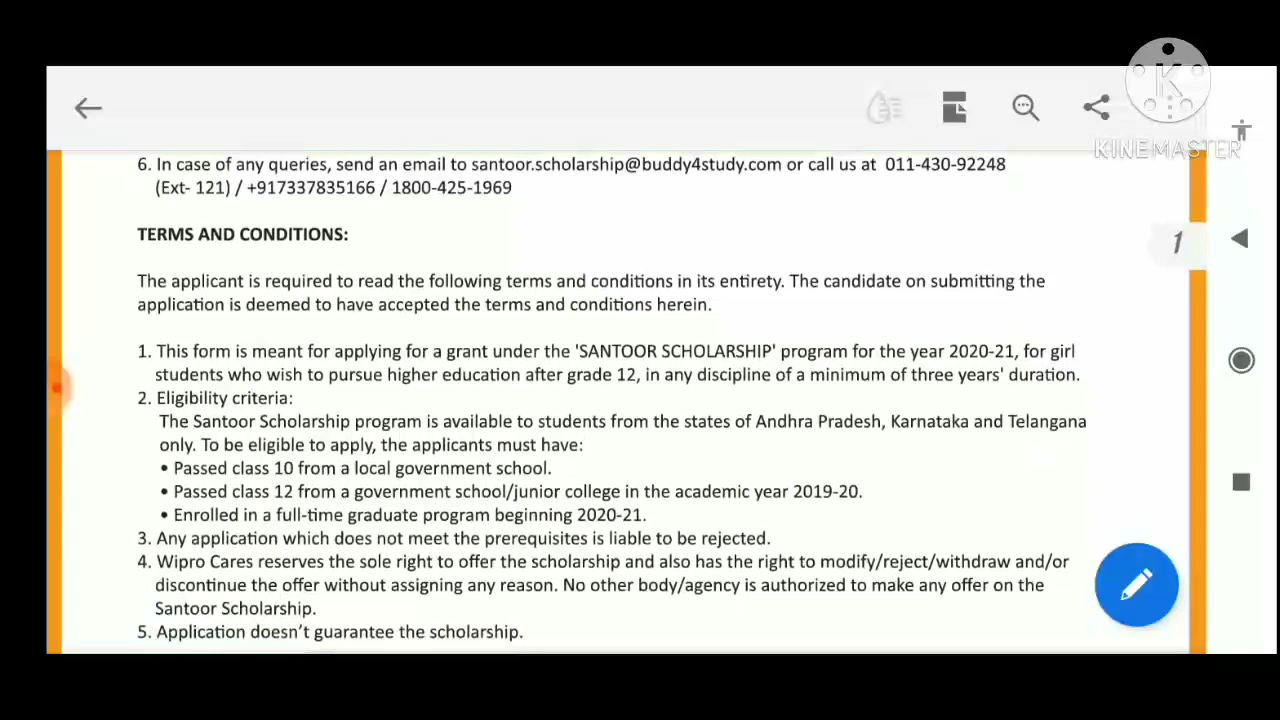 KINEMASTER
6. In case of any queries, send an email to santoor.scholarship@buddy4study.com or call us at 011-430-92248
(Ext- 121) / +917337835166 / 1800-425-1969
TERMS AND CONDITIONS:
1
The applicant is required to read the following terms and conditions in its entirety. The candidate on submitting the
application is deemed to have accepted the terms and conditions herein.
1. This form is meant for applying for a grant under the 'SANTOOR SCHOLARSHIP' program for the year 2020-21, for girl
students who wish to pursue higher education after grade 12, in any discipline of a minimum of three years' duration.
2. Eligibility criteria:
The Santoor Scholarship program is available to students from the states of Andhra Pradesh, Karnataka and Telangana
only. To be eligible to apply, the applicants must have:
• Passed class 10 from a local government school.
• Passed class 12 from a government school/junior college in the academic year 2019-20.
• Enrolled in a full-time graduate program beginning 2020-21.
3. Any application which does not meet the prerequisites is liable to be rejected.
4. Wipro Cares reserves the sole right to offer the scholarship and also has the right to modify/reject/withdraw and/or
discontinue the offer without assigning any reason. No other body/agency is authorized to make any offer on the
Santoor Scholarship.
5. Application doesn't guarantee the scholarship.